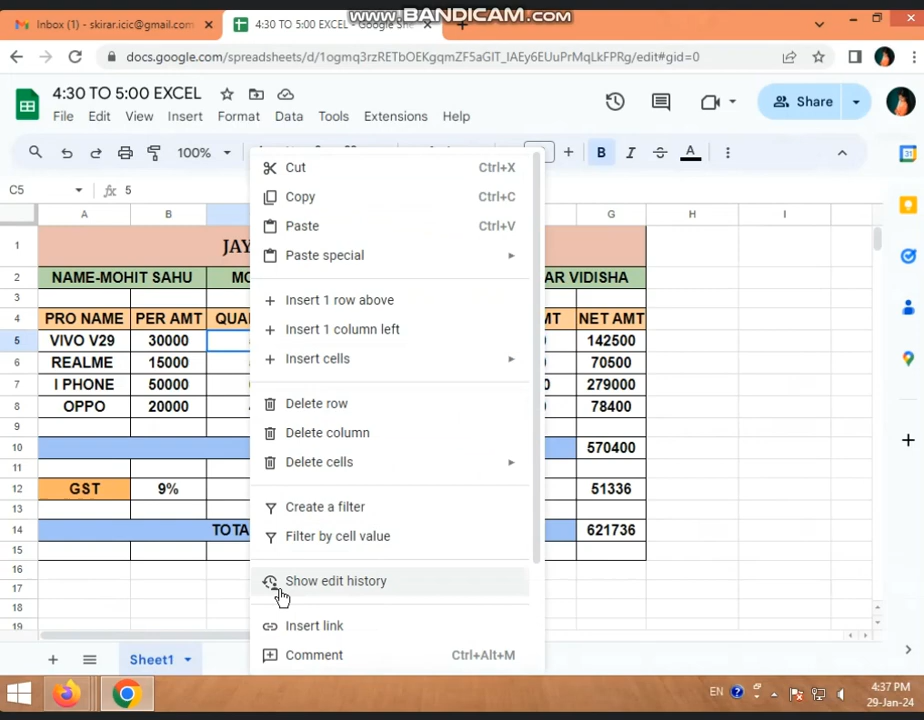 www.BANDICAM.com
Inbox (1) - skirar.icic@gmail.com
4:30 TO 5:00 EXCEL - Google Sh
docs.google.com/spreadsheets/d/1ogmq3rzRETbOEKgqmZF5aGIT_IAEy6EUuPrMqLkFPRg/edit#gid=0
4:30 TO 5:00 EXCEL
Share
File Edit View Insert Format Data Tools Extensions Help
100% B I S A
C5 fx 5
A B G H I
1 JAY
2 NAME-MOHIT SAHU MO AR VIDISHA
3
4 PRO NAME PER AMT QUA MT NET AMT
5 VIVO V29 30000 142500
6 REALME 15000 70500
7 I PHONE 50000 279000
8 OPPO 20000 78400
9
10 570400
11
12 GST 9% 51336
13
14 TOTA 621736
15
16
17
18
19
Cut Ctrl+X
Copy Ctrl+C
Paste Ctrl+V
Paste special
Insert 1 row above
Insert 1 column left
Insert cells
Delete row
Delete column
Delete cells
Create a filter
Filter by cell value
Show edit history
Insert link
Comment Ctrl+Alt+M
Sheet1
EN
4:37 PM
29-Jan-24